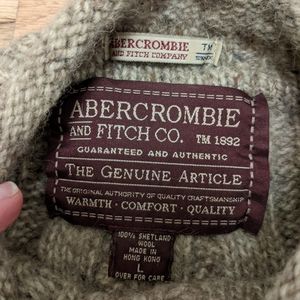 ABERCROMBIE TM
AND FITCH COMPANY
ABERCROMBIE
AND FITCH CO. TM 1892
GUARANTEED AND AUTHENTIC
THE GENUINE ARTICLE
THE ORIGINAL AUTHORITY OF QUALITY CRAFTSMANSHIP
WARMTH · COMFORT · QUALITY
100% SHETLAND
WOOL
MADE IN
HONG KONG
L
OVER FOR CARE